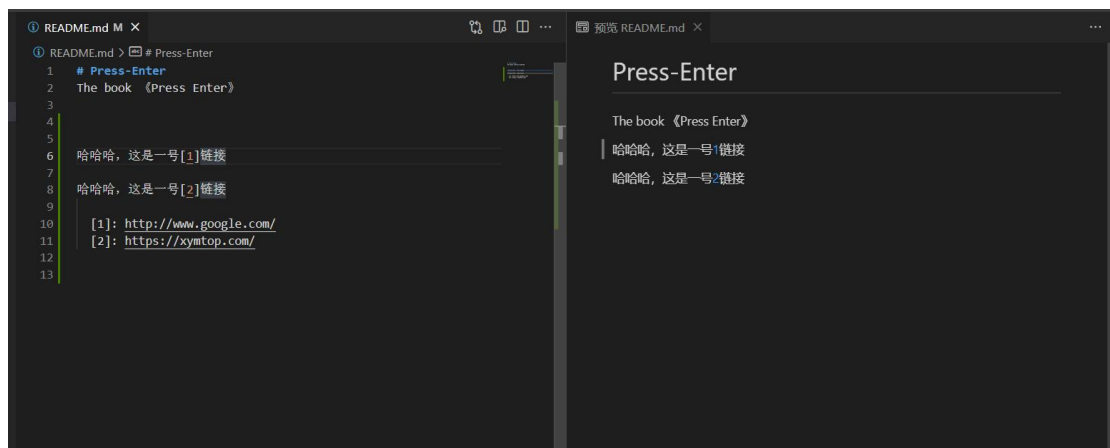 README.md M
README.md > # Press-Enter
1 # Press-Enter
2 The book 《Press Enter》
3
4
5
6 哈哈哈，这是一号[1]链接
7
8 哈哈哈，这是一号[2]链接
9
10 [1]: http://www.google.com/
11 [2]: https://xymtop.com/
12
13
预览 README.md
Press-Enter
The book 《Press Enter》
哈哈哈，这是一号1链接
哈哈哈，这是一号2链接